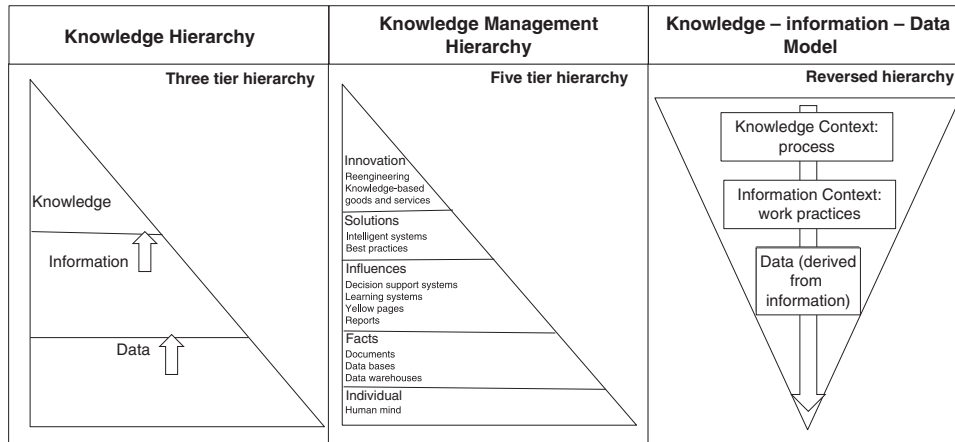 Knowledge Hierarchy
Knowledge Management
Hierarchy
Knowledge – information – Data
Model
Three tier hierarchy
Knowledge
Information
Data
Five tier hierarchy
Innovation
Reengineering
Knowledge-based
goods and services
Solutions
Intelligent systems
Best practices
Influences
Decision support systems
Learning systems
Yellow pages
Reports
Facts
Documents
Data bases
Data warehouses
Individual
Human mind
Reversed hierarchy
Knowledge Context:
process
Information Context:
work practices
Data (derived
from
information)